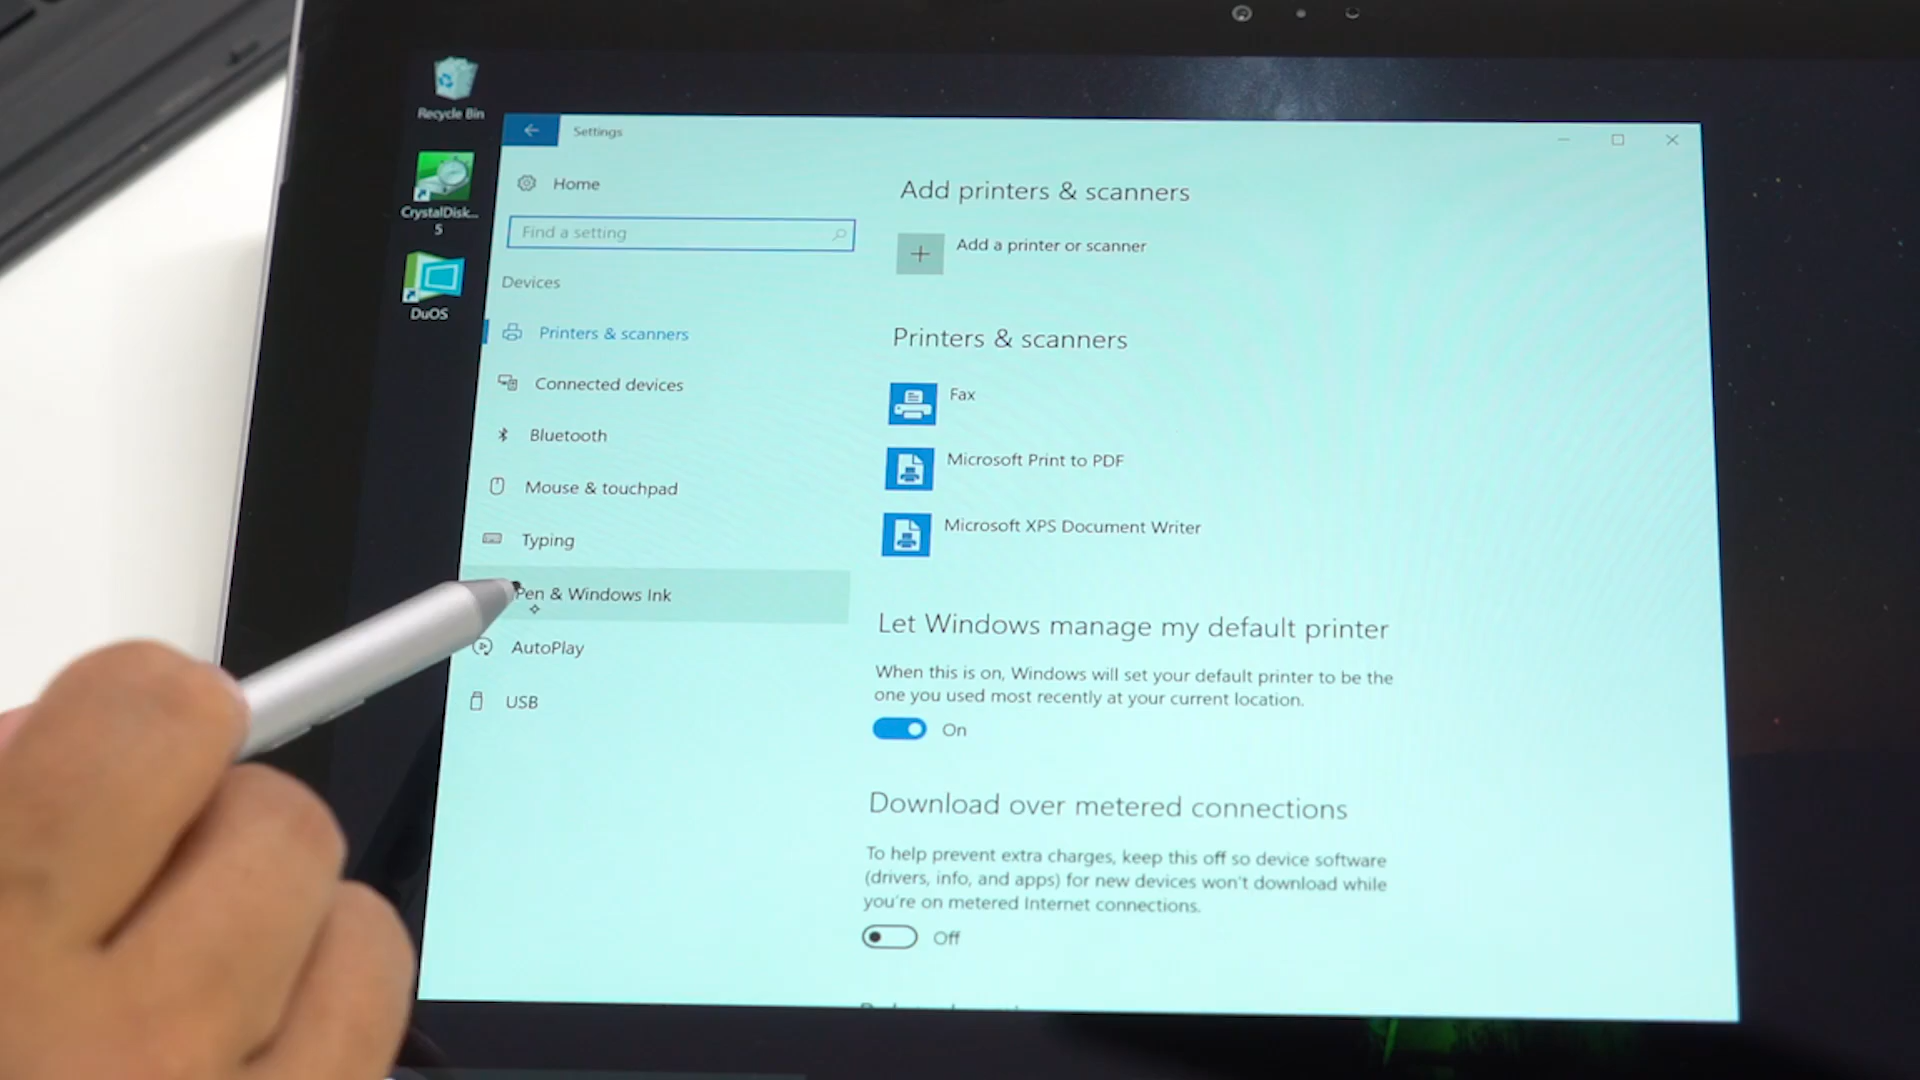 Recycle Bin
CrystalDisk...
5
DuOS
Settings
Home
Find a setting
Devices
Printers & scanners
Connected devices
Bluetooth
Mouse & touchpad
Typing
Pen & Windows Ink
AutoPlay
USB
Add printers & scanners
Add a printer or scanner
Printers & scanners
Fax
Microsoft Print to PDF
Microsoft XPS Document Writer
Let Windows manage my default printer
When this is on, Windows will set your default printer to be the
one you used most recently at your current location.
On
Download over metered connections
To help prevent extra charges, keep this off so device software
(drivers, info, and apps) for new devices won't download while
you're on metered Internet connections.
Off